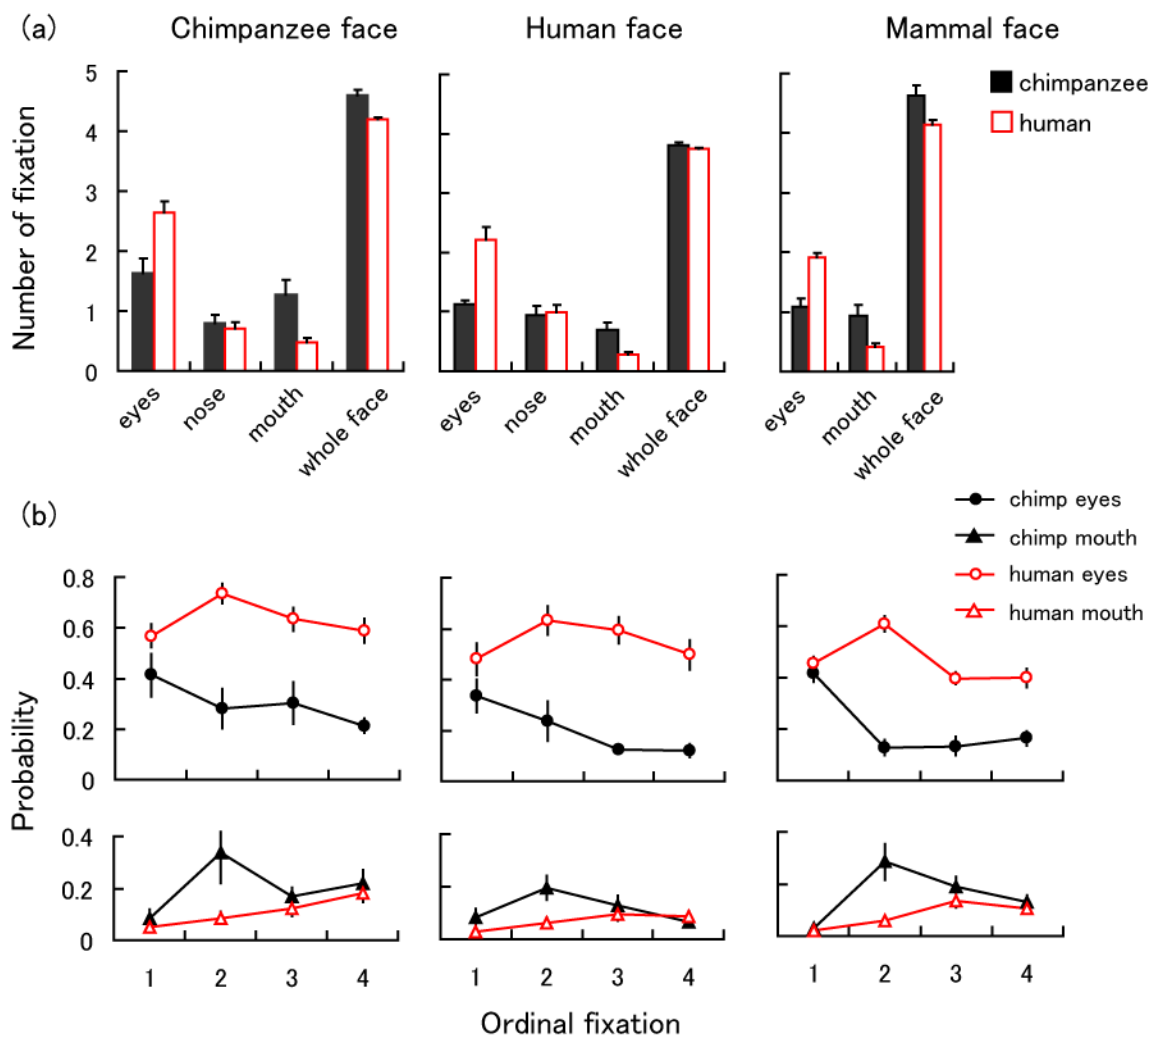 (a)
Chimpanzee face
Human face
Mammal face
chimpanzee
human
Number of fixation
5
4
3
2
1
0
eyes
nose
mouth
whole face
eyes
nose
mouth
whole face
eyes
mouth
whole face
(b)
chimp eyes
chimp mouth
human eyes
human mouth
Probability
0.8
0.6
0.4
0.2
0
0.4
0.2
0
1 2 3 4
1 2 3 4
1 2 3 4
Ordinal fixation